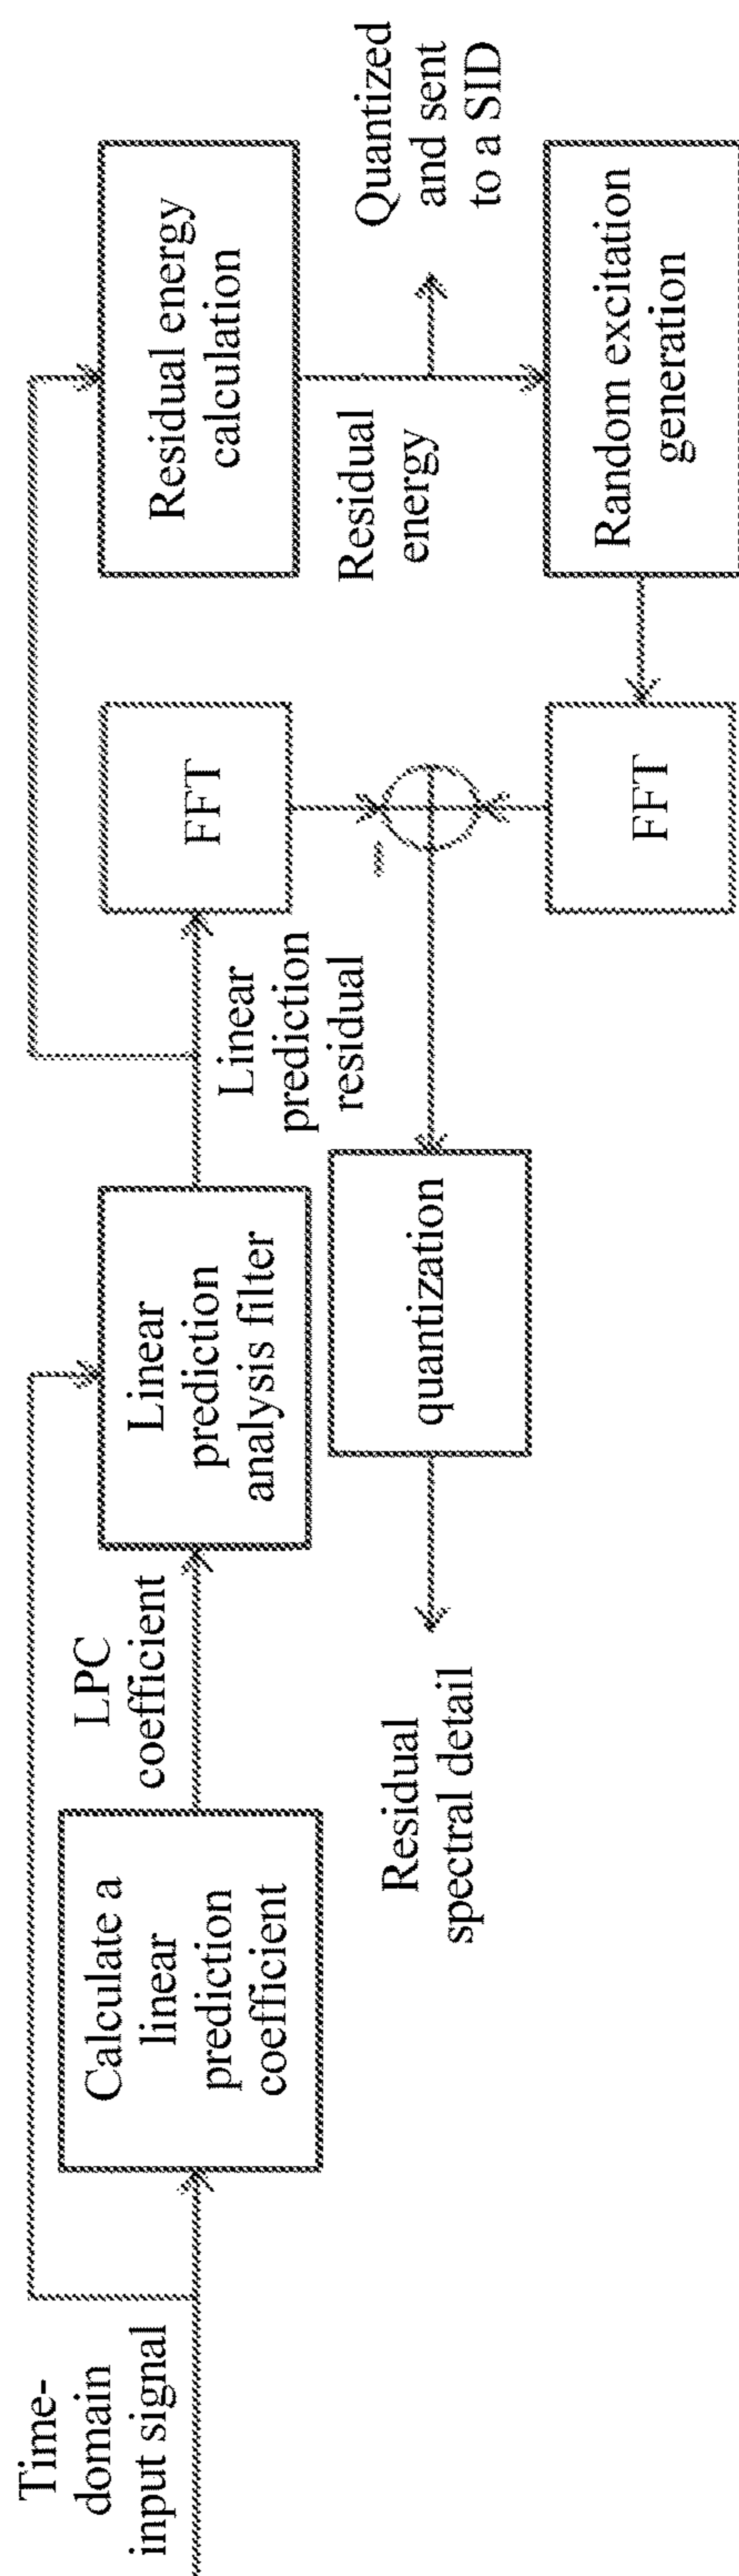 Time-
domain
input signal
Calculate a
linear
prediction
coefficient
LPC
coefficient
Linear
prediction
analysis filter
Linear
prediction
residual
FFT
Residual energy
calculation
Residual
energy
Quantized
and sent
to a SID
Random excitation
generation
FFT
–
quantization
Residual
spectral detail